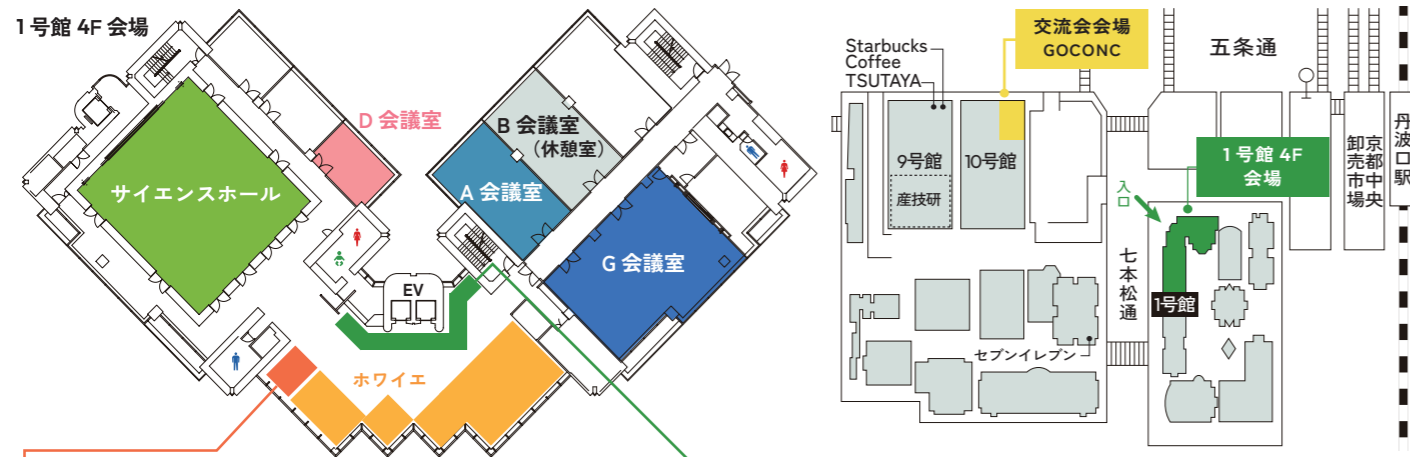 1号館 4F 会場
D 会議室
B 会議室
(休憩室)
A 会議室
サイエンスホール
G 会議室
EV
ホワイエ
交流会会場
GOCONC
Starbucks
Coffee
TSUTAYA
五条通
9号館
10号館
産技研
1号館 4F
会場
入口
七本松通
1号館
セブンイレブン
京都中央
卸売市場
丹波口駅